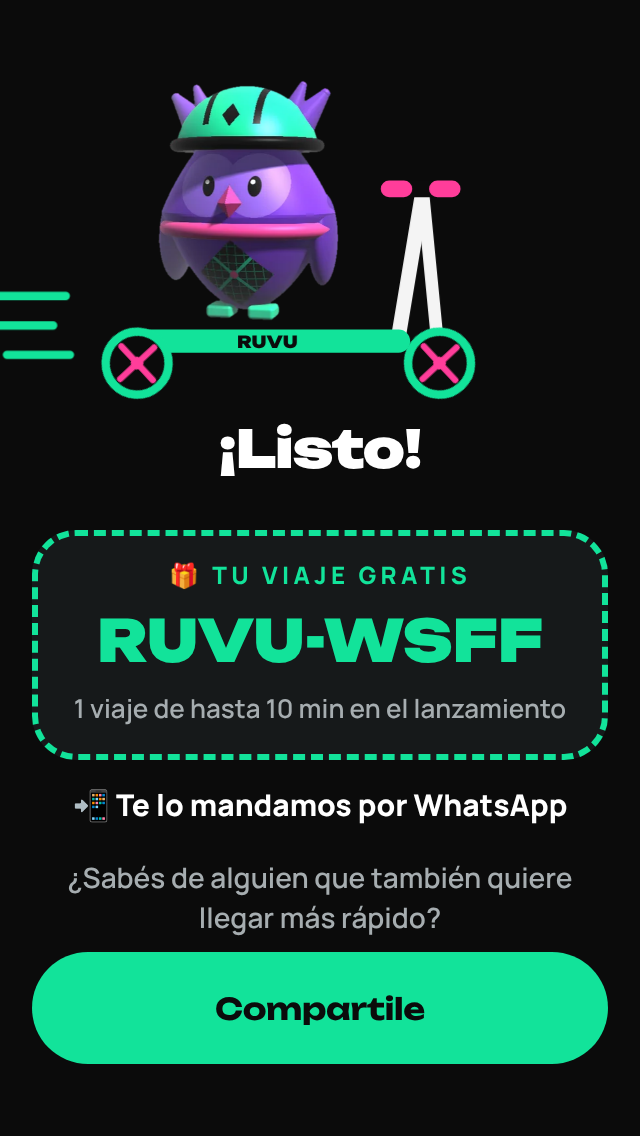 RUVU
¡Listo!
🎁 TU VIAJE GRATIS
RUVU-WSFF
1 viaje de hasta 10 min en el lanzamiento
📲 Te lo mandamos por WhatsApp
¿Sabés de alguien que también quiere
llegar más rápido?
Compartile